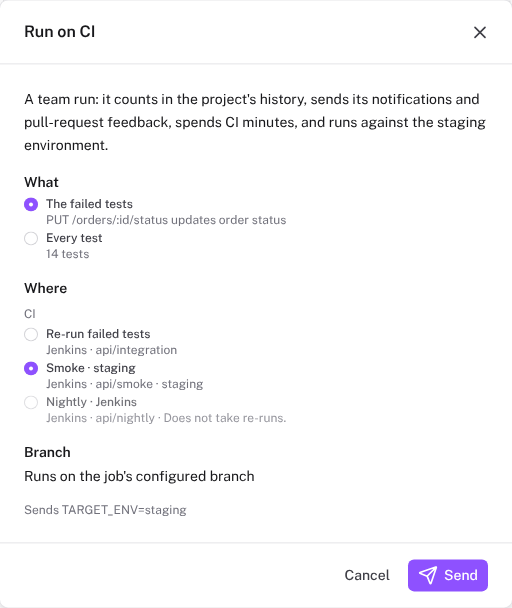 Run on CI
A team run: it counts in the project's history, sends its notifications and
pull-request feedback, spends CI minutes, and runs against the staging
environment.
What
The failed tests
PUT /orders/:id/status updates order status
Every test
14 tests
Where
CI
Re-run failed tests
Jenkins · api/integration
Smoke · staging
Jenkins · api/smoke · staging
Nightly · Jenkins
Jenkins · api/nightly · Does not take re-runs.
Branch
Runs on the job's configured branch
Sends TARGET_ENV=staging
Cancel
Send